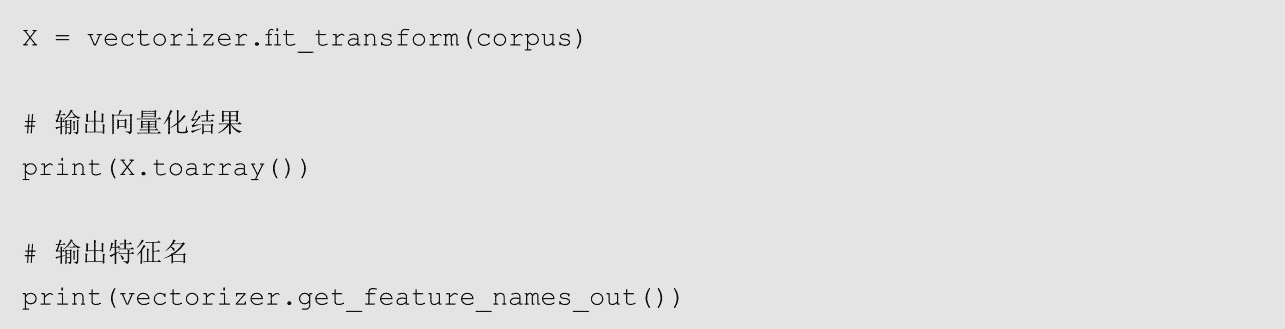 X = vectorizer.fit_transform(corpus)
# 输出向量化结果
print(X.toarray())
# 输出特征名
print(vectorizer.get_feature_names_out())